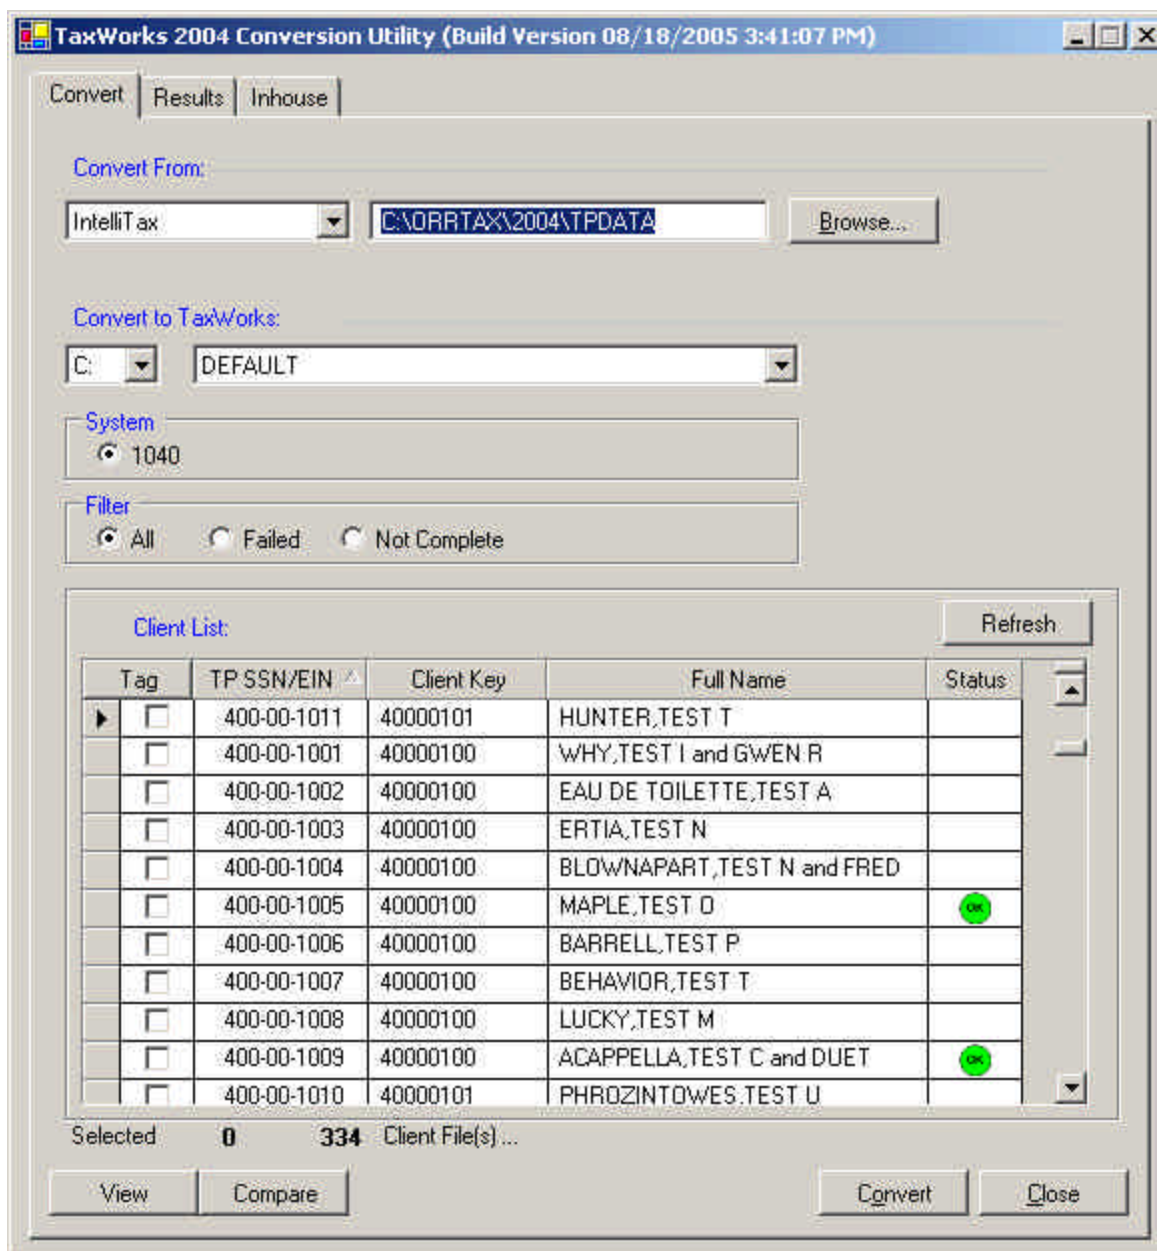 TaxWorks 2004 Conversion Utility (Build Version 08/18/2005 3:41:07 PM)
Convert Results Inhouse
Convert From:
IntelliTax C:\ORRTAX\2004\TPDATA Browse...
Convert to TaxWorks:
C: DEFAULT
System
1040
Filter
All Failed Not Complete
Refresh
Client List:
Tag TP SSN/EIN Client Key Full Name Status
400-00-1011 40000101 HUNTER,TEST T
400-00-1001 40000100 WHY,TEST I and GWEN R
400-00-1002 40000100 EAU DE TOILETTE,TEST A
400-00-1003 40000100 ERTIA,TEST N
400-00-1004 40000100 BLOWNAPART,TEST N and FRED
400-00-1005 40000100 MAPLE,TEST O OK
400-00-1006 40000100 BARRELL,TEST P
400-00-1007 40000100 BEHAVIOR,TEST T
400-00-1008 40000100 LUCKY,TEST M
400-00-1009 40000100 ACAPPELLA,TEST C and DUET OK
400-00-1010 40000101 PHROZINTOWES,TEST U
Selected 0 334 Client File(s) ...
View Compare Convert Close